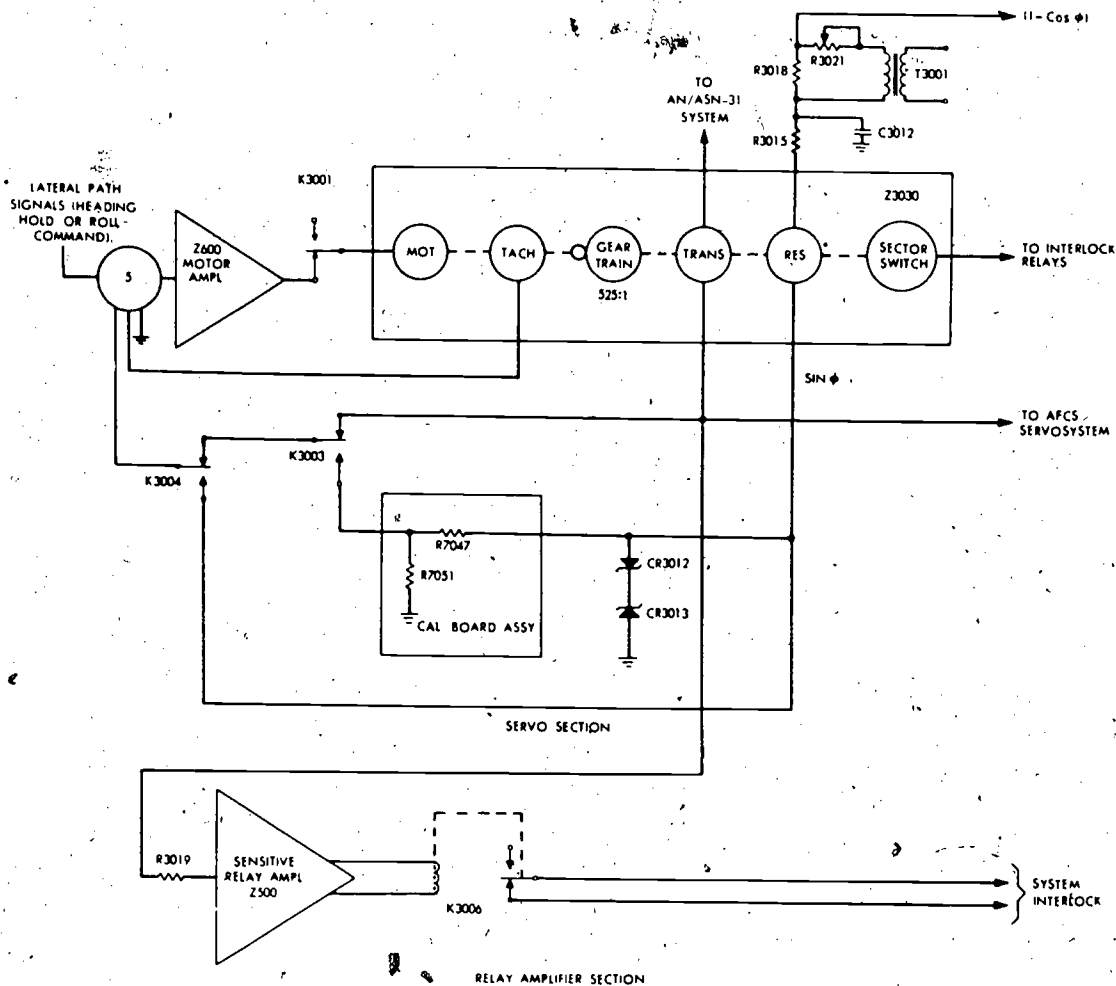 (1-Cos ϕ)
R3021
R3018
T3001
TO
AN/ASN-31
SYSTEM
C3012
R3015
K3001
LATERAL PATH
SIGNALS (HEADING
HOLD OR ROLL
COMMAND).
Z3030
Z600
MOTOR
AMPL
5
MOT
TACH
GEAR
TRAIN
525:1
TRANS
RES
SECTOR
SWITCH
TO INTERLOCK
RELAYS
SIN ϕ
TO AFCS
SERVOSYSTEM
K3003
K3004
R7047
R7051
CAL BOARD ASSY
CR3012
CR3013
SERVO SECTION
R3019
SENSITIVE
RELAY AMPL
Z500
K3006
SYSTEM
INTERLOCK
RELAY AMPLIFIER SECTION